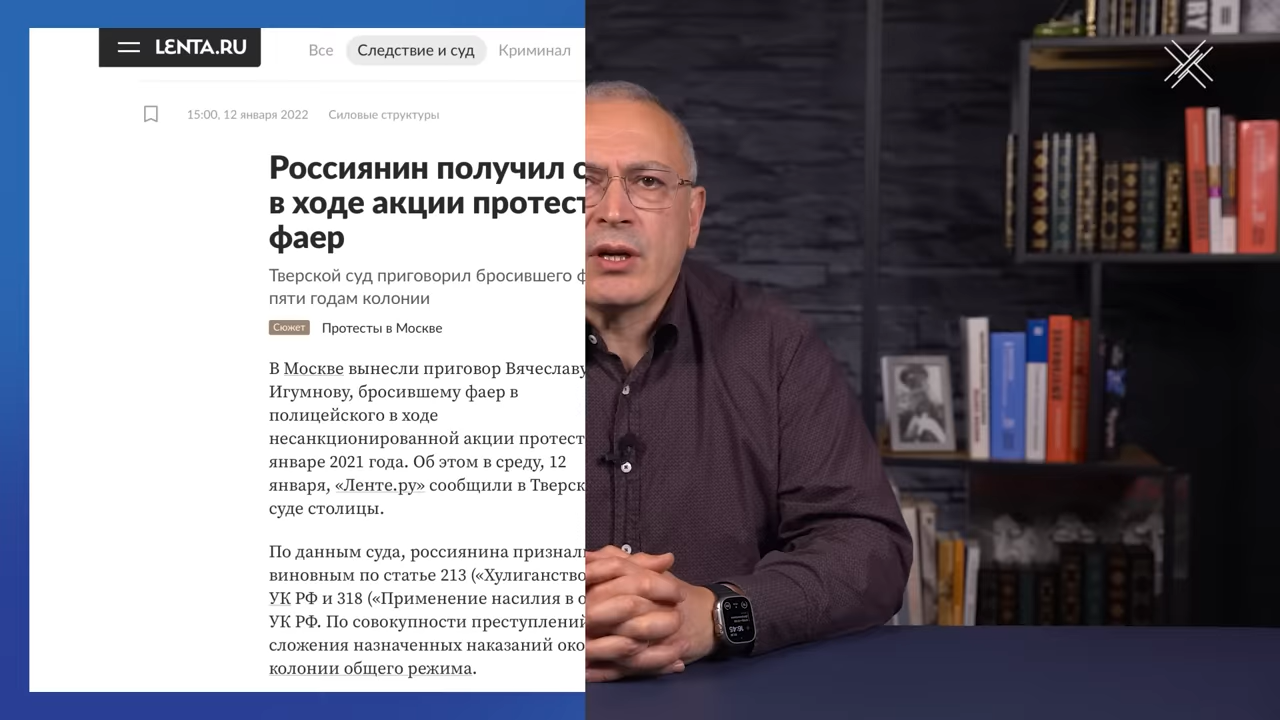 LENTA.RU
Все Следствие и суд Криминал
15:00, 12 января 2022 Силовые структуры
Россиянин получил
в ходе акции протест
фаер
Тверской суд приговорил бросившего
пяти годам колонии
Сюжет Протесты в Москве
В Москве вынесли приговор Вячеславу
Игумнову, бросившему фаер в
полицейского в ходе
несанкционированной акции протест
январе 2021 года. Об этом в среду, 12
января, «Ленте.ру» сообщили в Тверск
суде столицы.
По данным суда, россиянина признал
виновным по статье 213 («Хулиганство
УК РФ и 318 («Применение насилия в о
УК РФ. По совокупности преступлений
сложения назначенных наказаний око
колонии общего режима.
RY
16:45